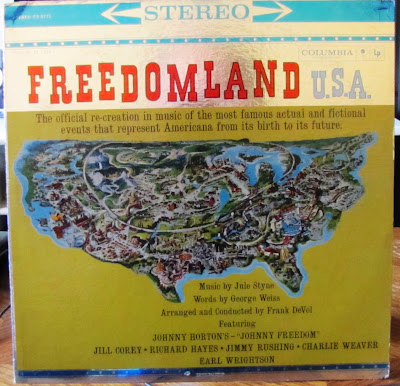 STEREO
COLUMBIA
FREEDOMLAND U.S.A.
The official re-creation in music of the most famous actual and fictional
events that represent Americana from its birth to its future.
Music by Jule Styne
Words by George Weiss
Arranged and Conducted by Frank DeVol
Featuring
JOHNNY HORTON'S—"JOHNNY FREEDOM"
JILL COREY • RICHARD HAYES • JIMMY RUSHING • CHARLIE WEAVER
EARL WRIGHTSON